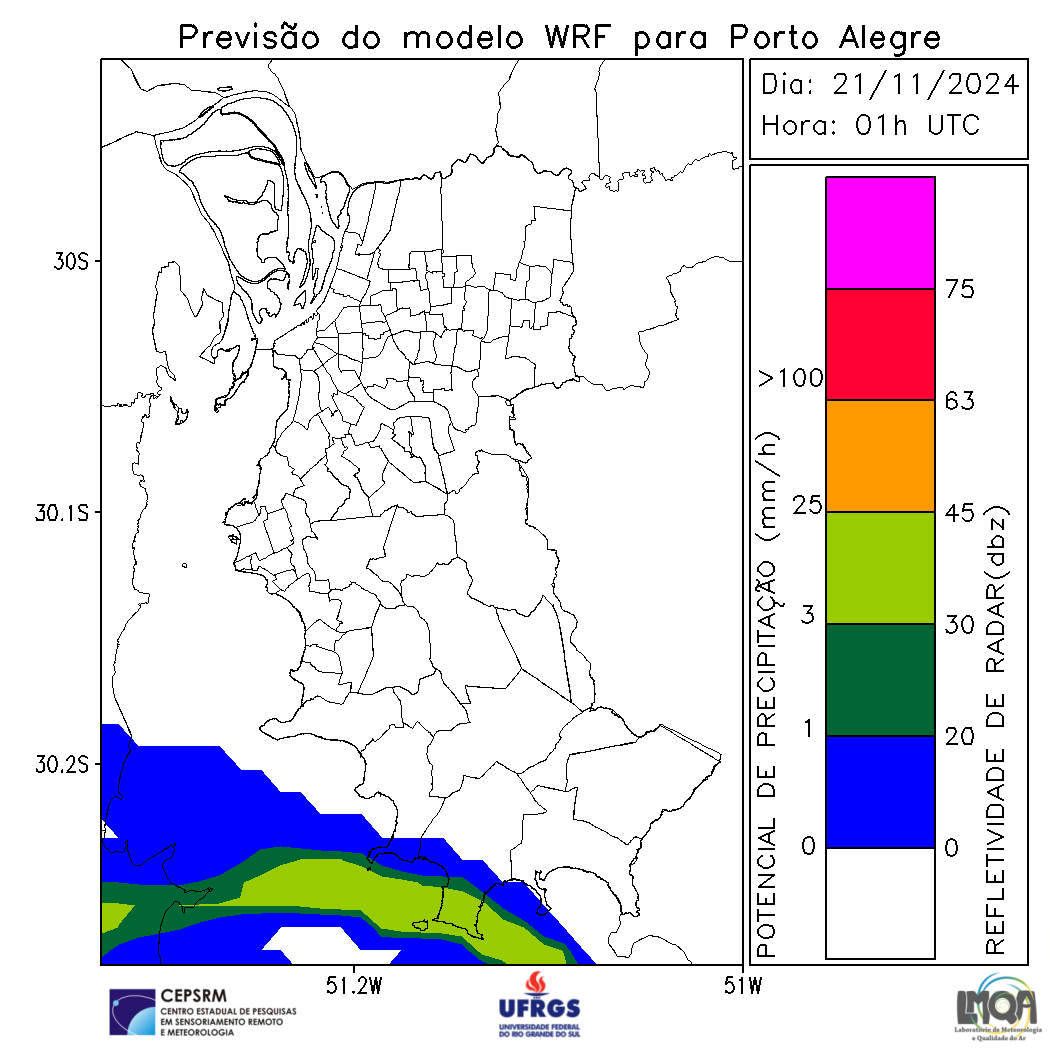 Previsão do modelo WRF para Porto Alegre
Dia: 21/11/2024
Hora: 01h UTC
30S
30.1S
30.2S
51.2W
51W
POTENCIAL DE PRECIPITAÇÃO (mm/h)
>100
25
3
1
0
75
63
45
30
20
0
REFLETIVIDADE DE RADAR(dbz)
CEPSRM
CENTRO ESTADUAL DE PESQUISAS
EM SENSORIAMENTO REMOTO
E METEOROLOGIA
UFRGS
UNIVERSIDADE FEDERAL
DO RIO GRANDE DO SUL
LMQA
Laboratório de Meteorologia
e Qualidade do Ar